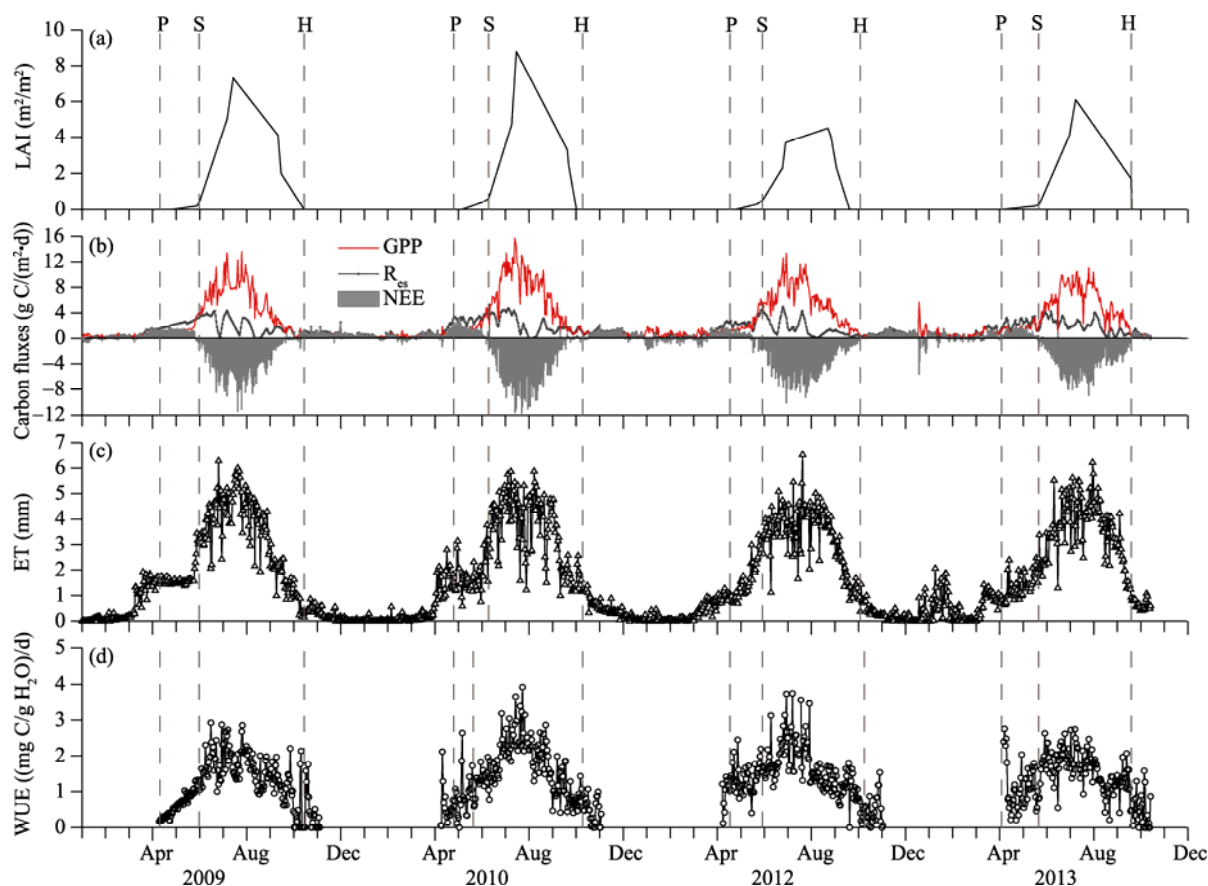 P S H P S H P S H P S H
(a)
10
8
6
4
2
0
LAI (m²/m²)
(b)
16
12
8
4
0
−4
−8
−12
Carbon fluxes (g C/(m²•d))
GPP
Res
NEE
(c)
7
6
5
4
3
2
1
0
ET (mm)
(d)
5
4
3
2
1
0
WUE ((mg C/g H₂O)/d)
Apr Aug Dec Apr Aug Dec Apr Aug Dec Apr Aug Dec
2009 2010 2012 2013